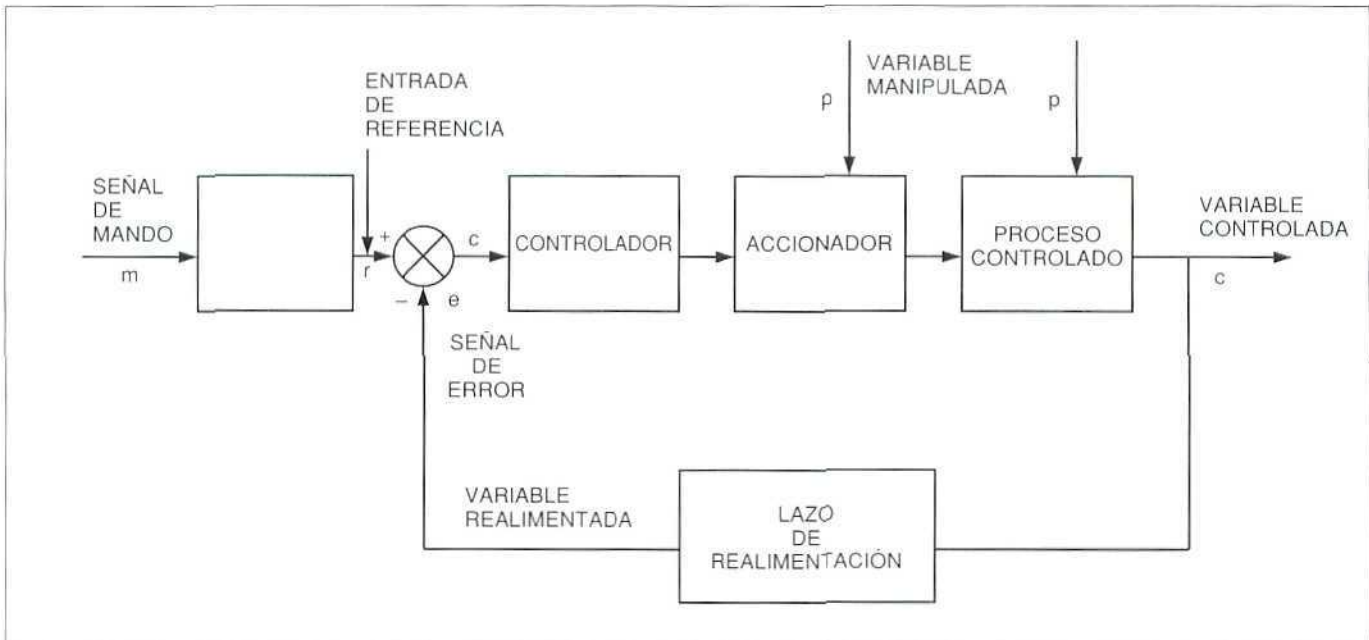 ENTRADA
DE
REFERENCIA
VARIABLE
MANIPULADA
p
p
SEÑAL
DE
MANDO
m
r
+
−
c
e
SEÑAL
DE
ERROR
CONTROLADOR
ACCIONADOR
PROCESO
CONTROLADO
VARIABLE
CONTROLADA
c
VARIABLE
REALIMENTADA
LAZO
DE
REALIMENTACIÓN